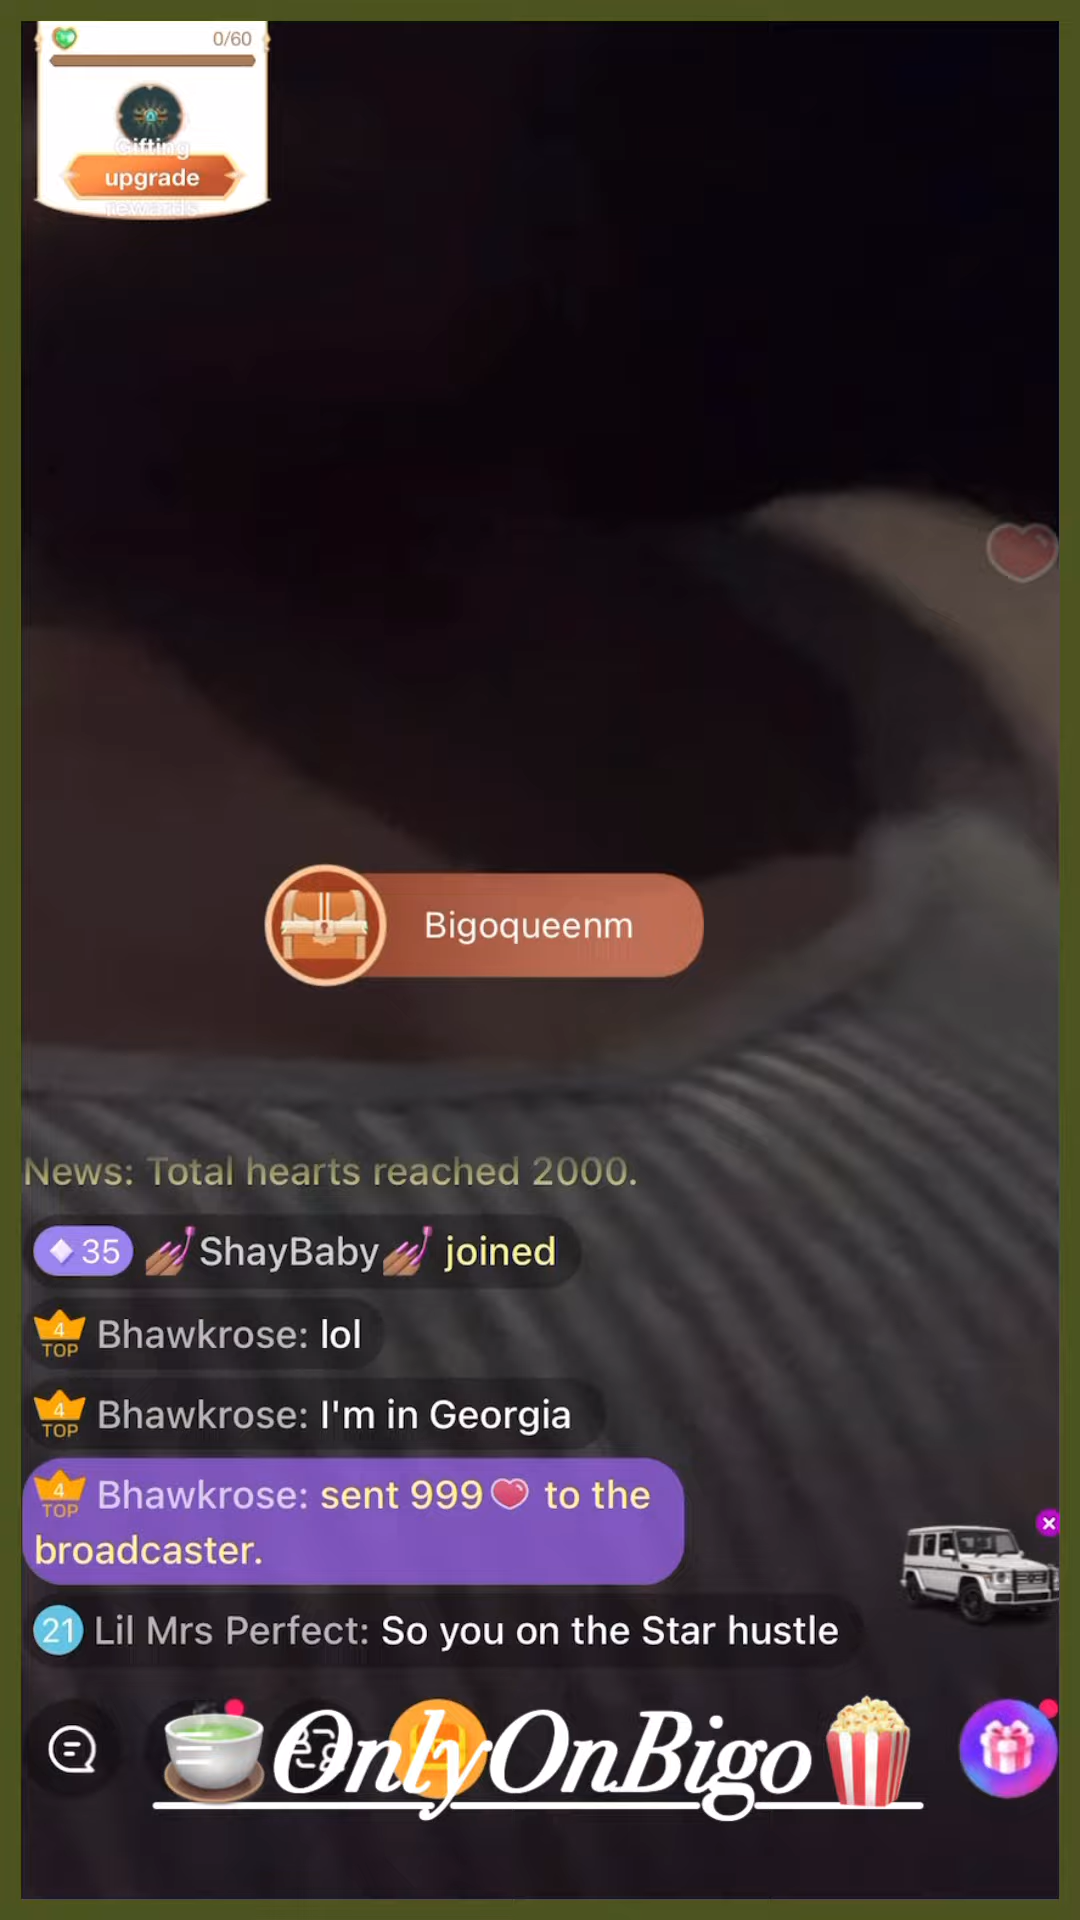 0/60
Gifting
upgrade
rewards
Bigoqueenm
News: Total hearts reached 2000.
35 💅🏽ShayBaby💅🏽 joined
4 TOP Bhawkrose: lol
4 TOP Bhawkrose: I'm in Georgia
4 TOP Bhawkrose: sent 999❤ to the
broadcaster.
21 Lil Mrs Perfect: So you on the Star hustle
🍵OnlyOnBigo🍿